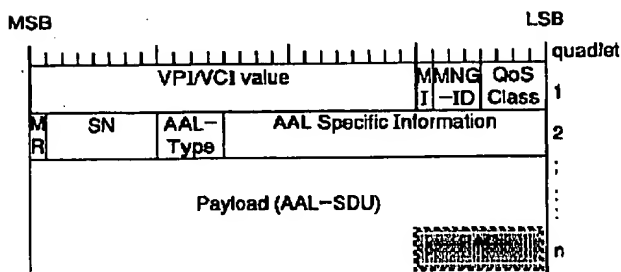 MSB LSB
quadlet
VPI/VCI value M MNG QoS
I -ID Class 1
M SN AAL- AAL Specific Information 2
R Type
Payload (AAL-SDU)
n